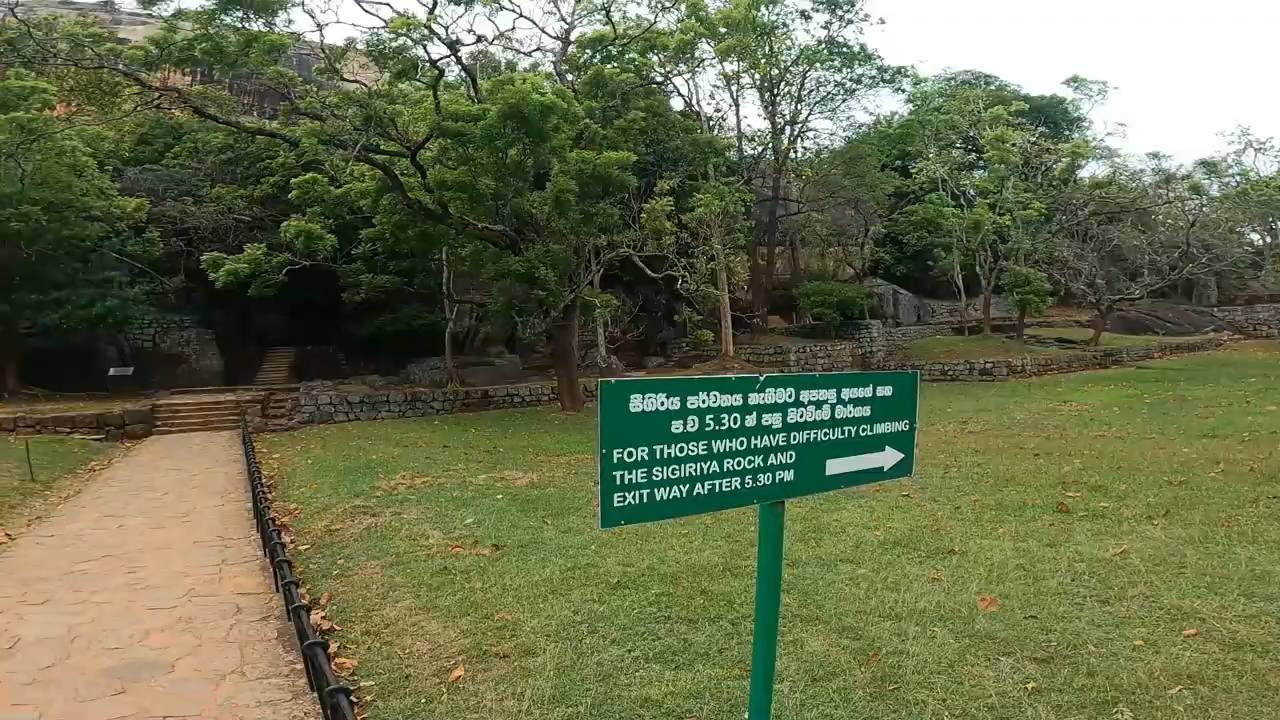 සීගිරිය පර්වතය නැගීමට අපහසු අයගේ සහ
ප.ව 5.30 න් පසු පිටවීමේ මාර්ගය
FOR THOSE WHO HAVE DIFFICULTY CLIMBING
THE SIGIRIYA ROCK AND
EXIT WAY AFTER 5.30 PM